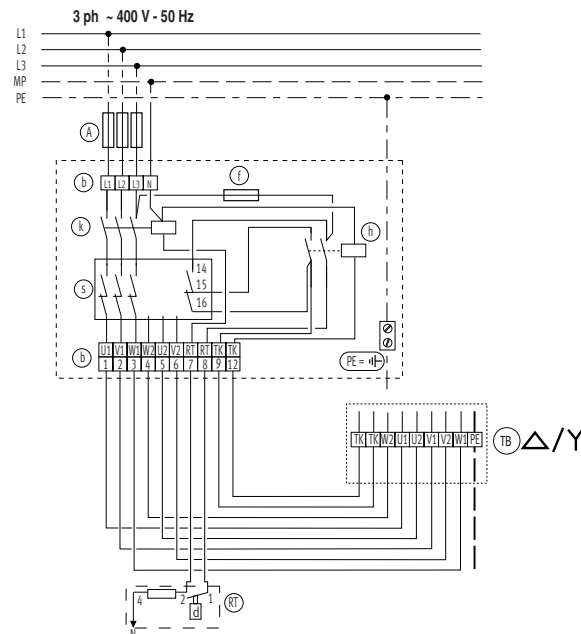 3 ph ~ 400 V - 50 Hz
L1
L2
L3
MP
PE
A
b L1 L2 L3 N
f
k
h
s
14
15
16
b U1 V1 W1 W2 U2 V2 RT RT TK TK
1 2 3 4 5 6 7 8 9 12
PE =
TK TK W2 U1 U2 V1 V2 W1 PE TB △/Y
4 2 1 RT
d
N